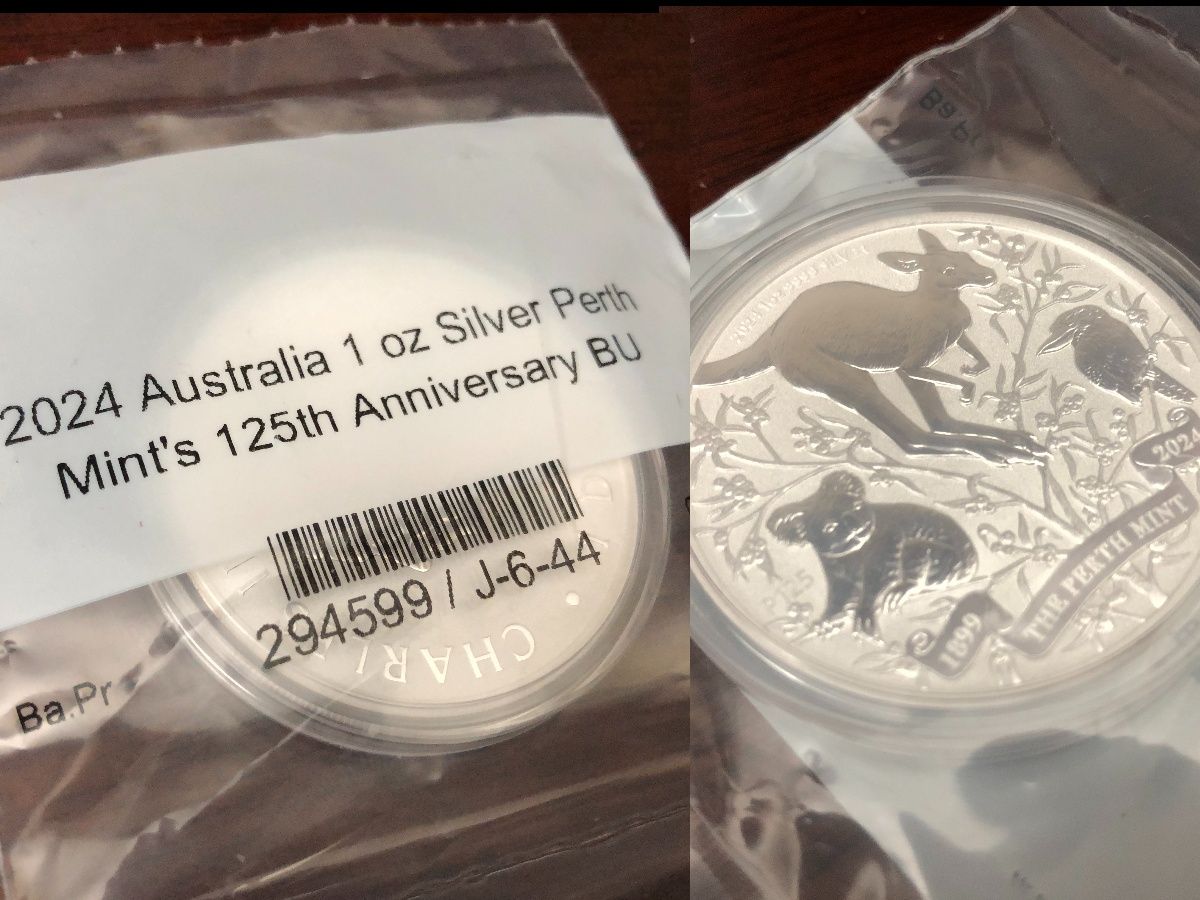 2024 Australia 1 oz Silver Perth
Mint's 125th Anniversary BU
294599 / J-6-44
Ba.Pr
1899
THE PERTH MINT
2024